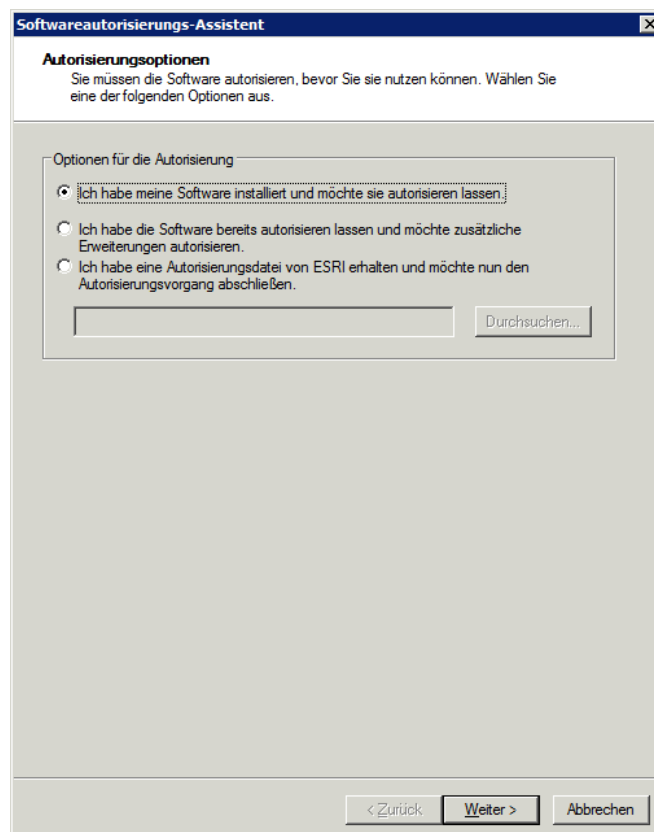 Softwareautorisierungs-Assistent
Autorisierungsoptionen
Sie müssen die Software autorisieren, bevor Sie sie nutzen können. Wählen Sie
eine der folgenden Optionen aus.
Optionen für die Autorisierung
Ich habe meine Software installiert und möchte sie autorisieren lassen.
Ich habe die Software bereits autorisieren lassen und möchte zusätzliche
Erweiterungen autorisieren.
Ich habe eine Autorisierungsdatei von ESRI erhalten und möchte nun den
Autorisierungsvorgang abschließen.
Durchsuchen...
< Zurück Weiter > Abbrechen